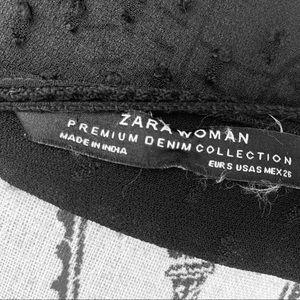 ZARA WOMAN
PREMIUM DENIM COLLECTION
MADE IN INDIA
EUR S USA S MEX 26